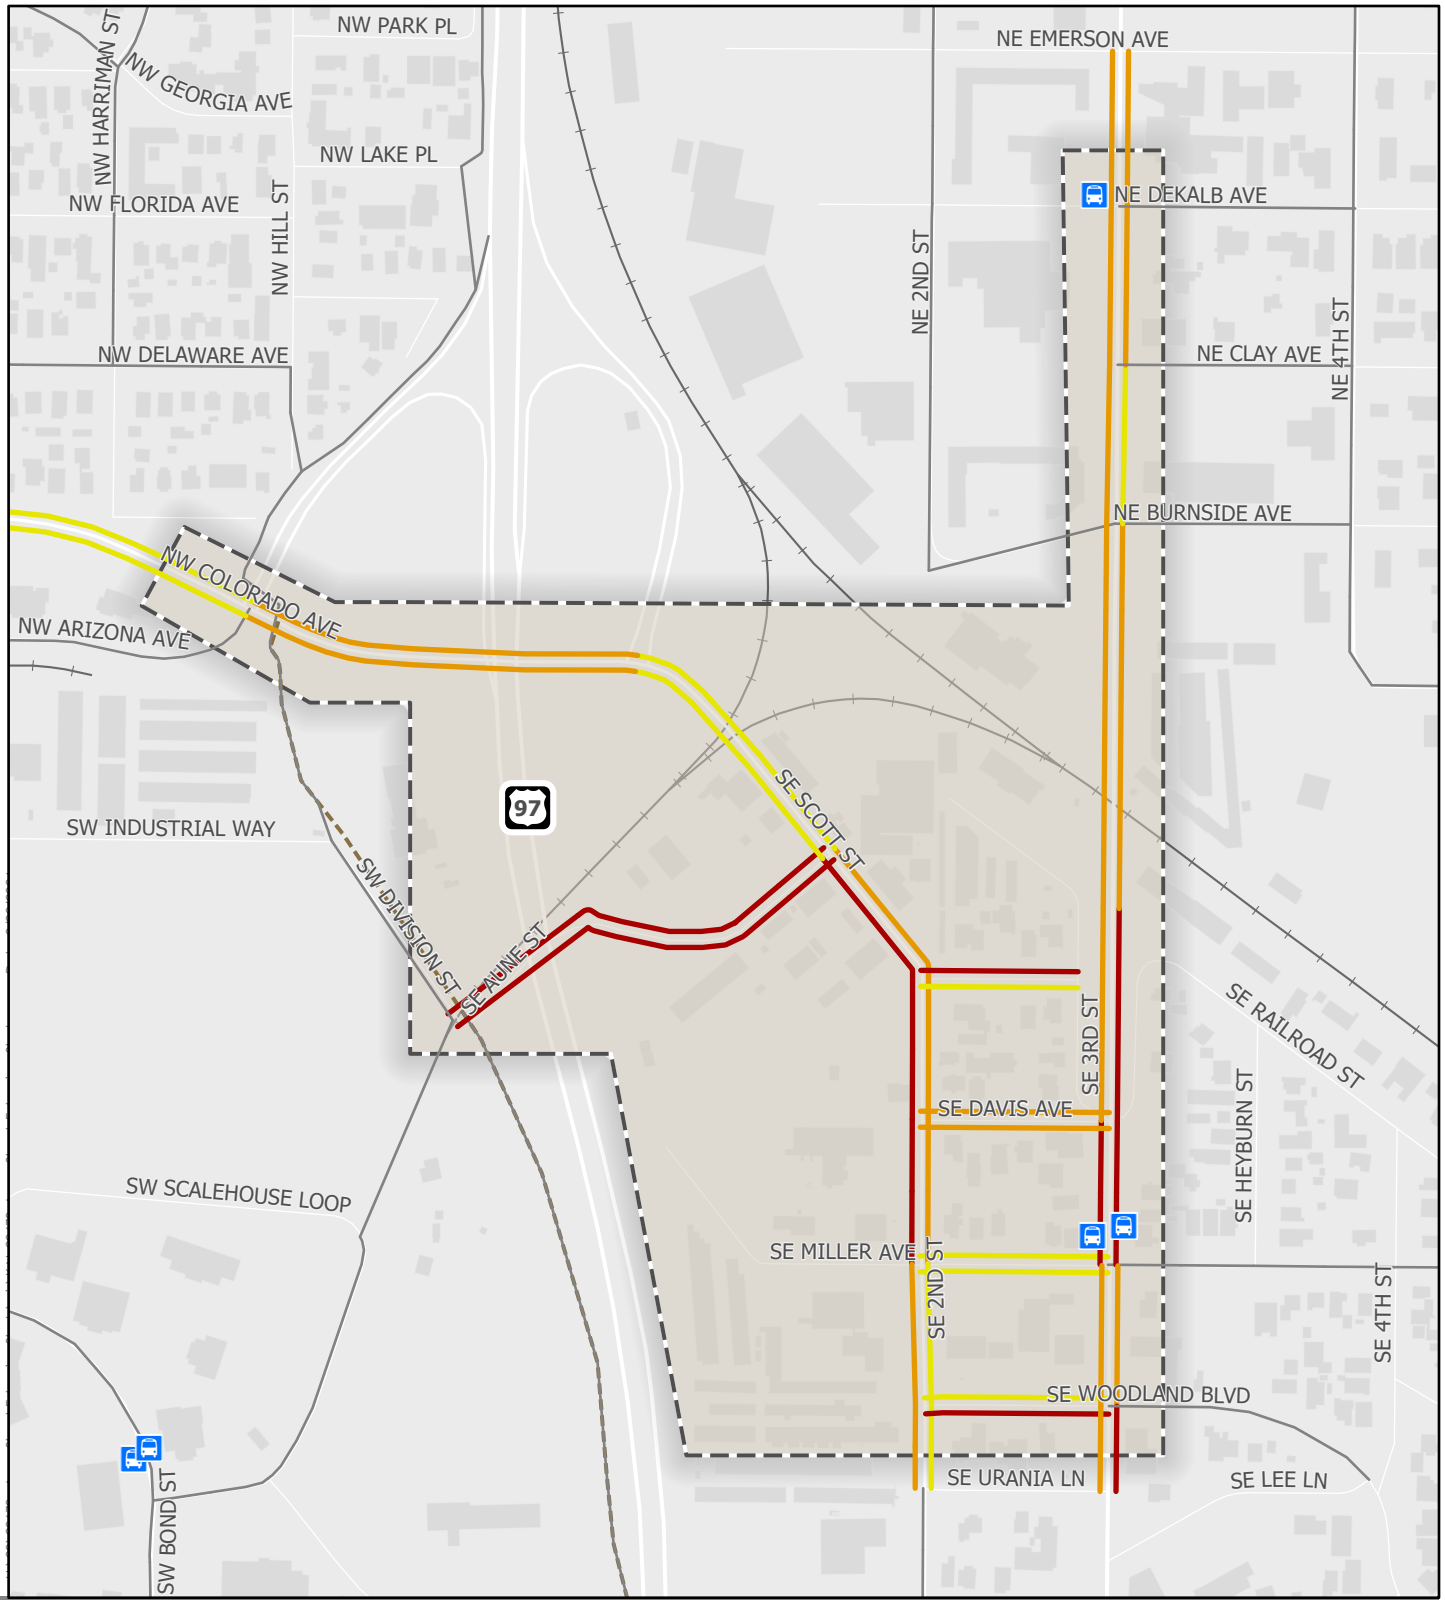 NW PARK PL
NE EMERSON AVE
NW HARRIMAN ST
NW GEORGIA AVE
NW LAKE PL
NW FLORIDA AVE
NW HILL ST
NE DEKALB AVE
NE 2ND ST
NW DELAWARE AVE
NE CLAY AVE
NE 4TH ST
NE BURNSIDE AVE
NW COLORADO AVE
NW ARIZONA AVE
97
SE SCOTT ST
SW INDUSTRIAL WAY
SW DIVISION ST
SE AUNE ST
SE 3RD ST
SE RAILROAD ST
SE DAVIS AVE
SE HEYBURN ST
SW SCALEHOUSE LOOP
SE MILLER AVE
SE 2ND ST
SE 4TH ST
SE WOODLAND BLVD
SE URANIA LN
SE LEE LN
SW BOND ST